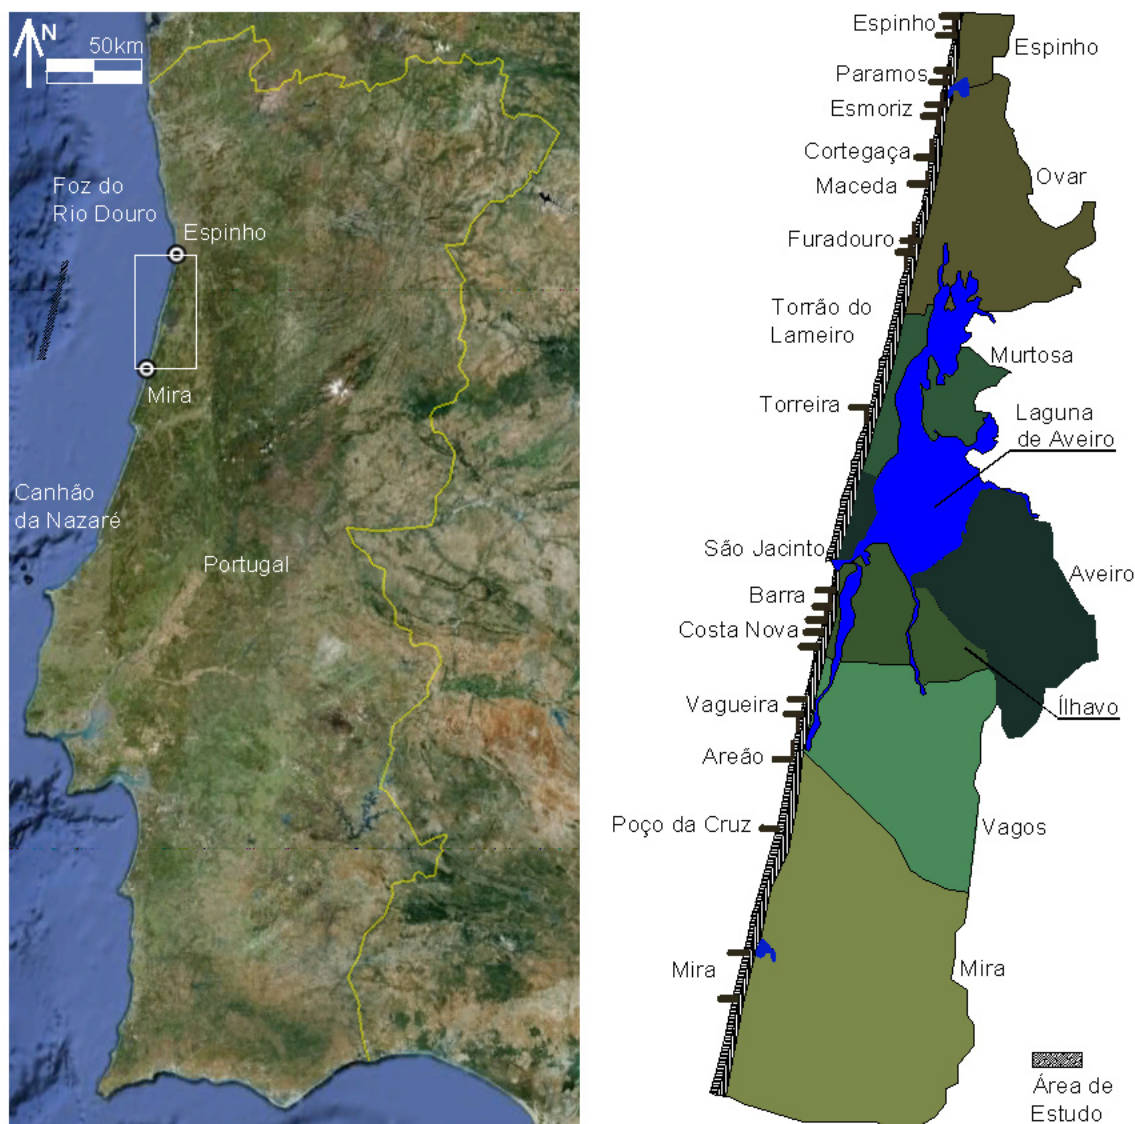 N
50km
Foz do
Rio Douro
Espinho
Mira
Canhão
da Nazaré
Portugal
Espinho
Espinho
Paramos
Esmoriz
Cortegaça
Ovar
Maceda
Furadouro
Torrão do
Lameiro
Murtosa
Torreira
Laguna
de Aveiro
São Jacinto
Aveiro
Barra
Costa Nova
Vagueira
Ílhavo
Areão
Poço da Cruz
Vagos
Mira
Mira
Área de
Estudo